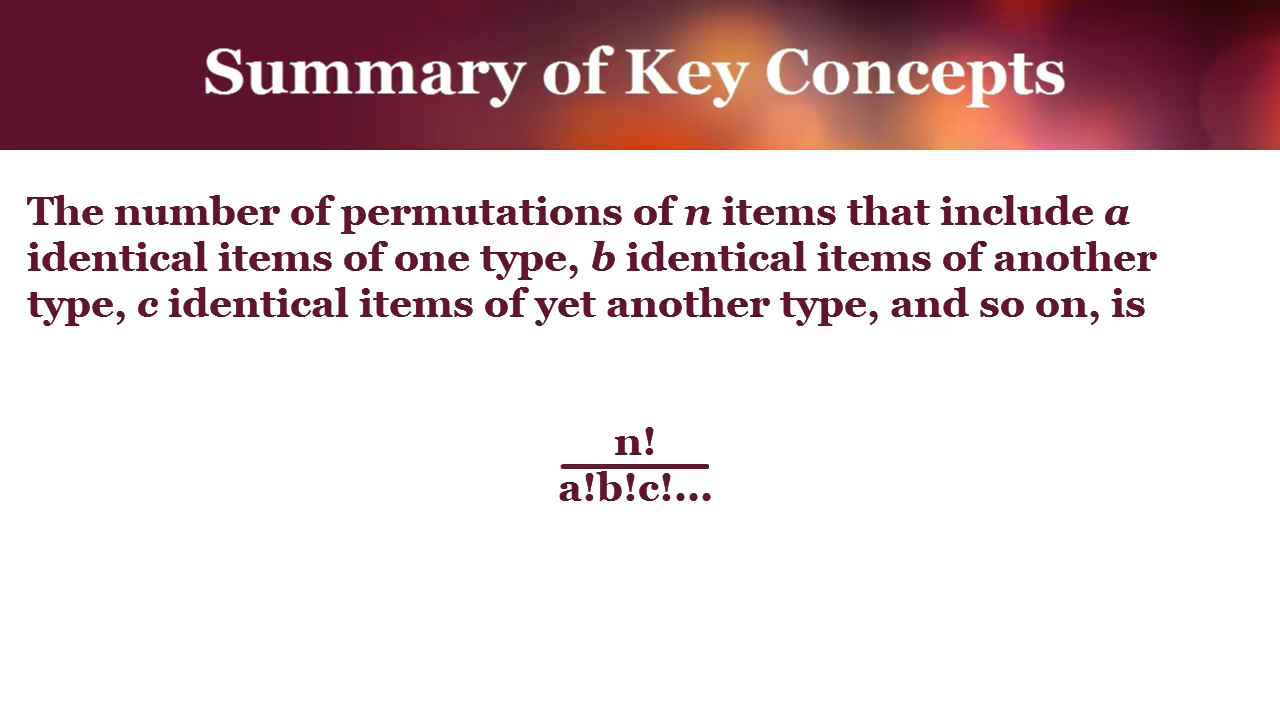 Summary of Key Concepts
The number of permutations of n items that include a
identical items of one type, b identical items of another
type, c identical items of yet another type, and so on, is
n!
a!b!c!...